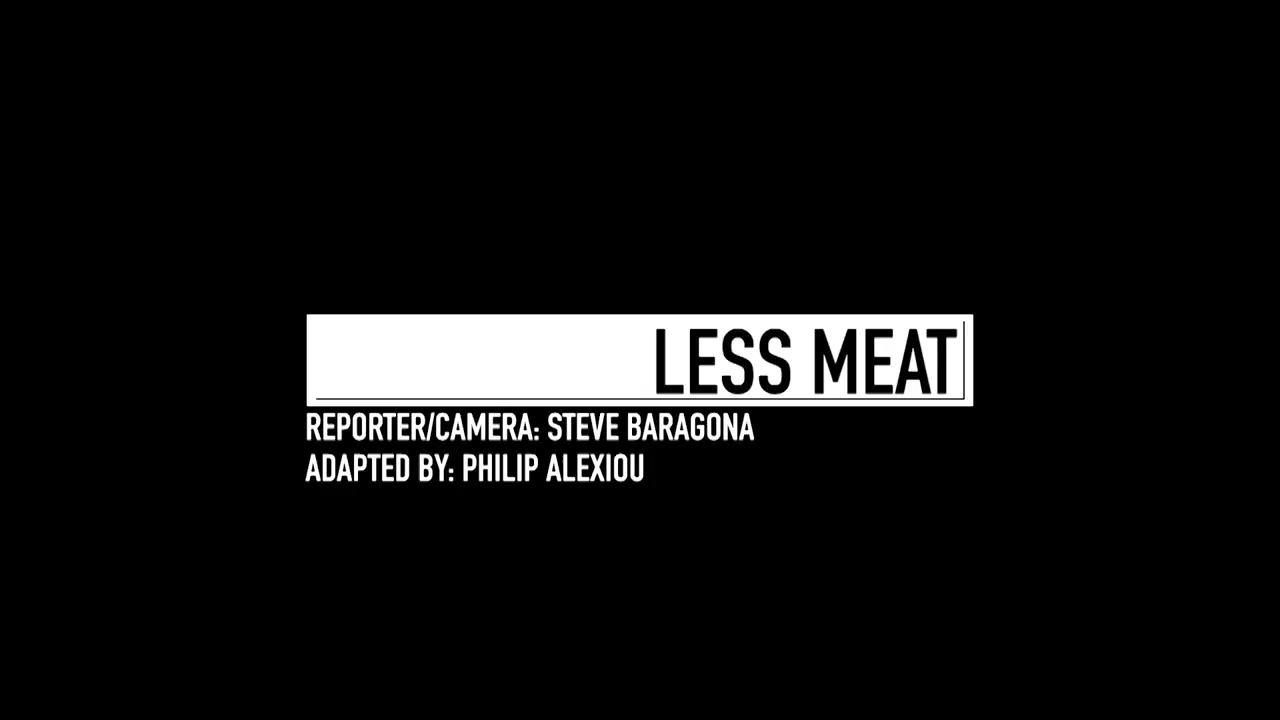 LESS MEAT
REPORTER/CAMERA: STEVE BARAGONA
ADAPTED BY: PHILIP ALEXIOU